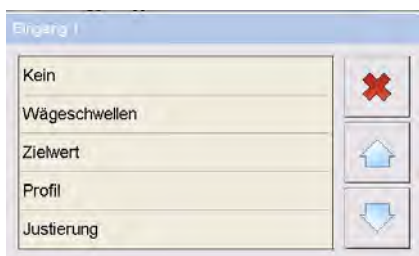 Eingang 1
Kein
Wägeschwellen
Zielwert
Profil
Justierung